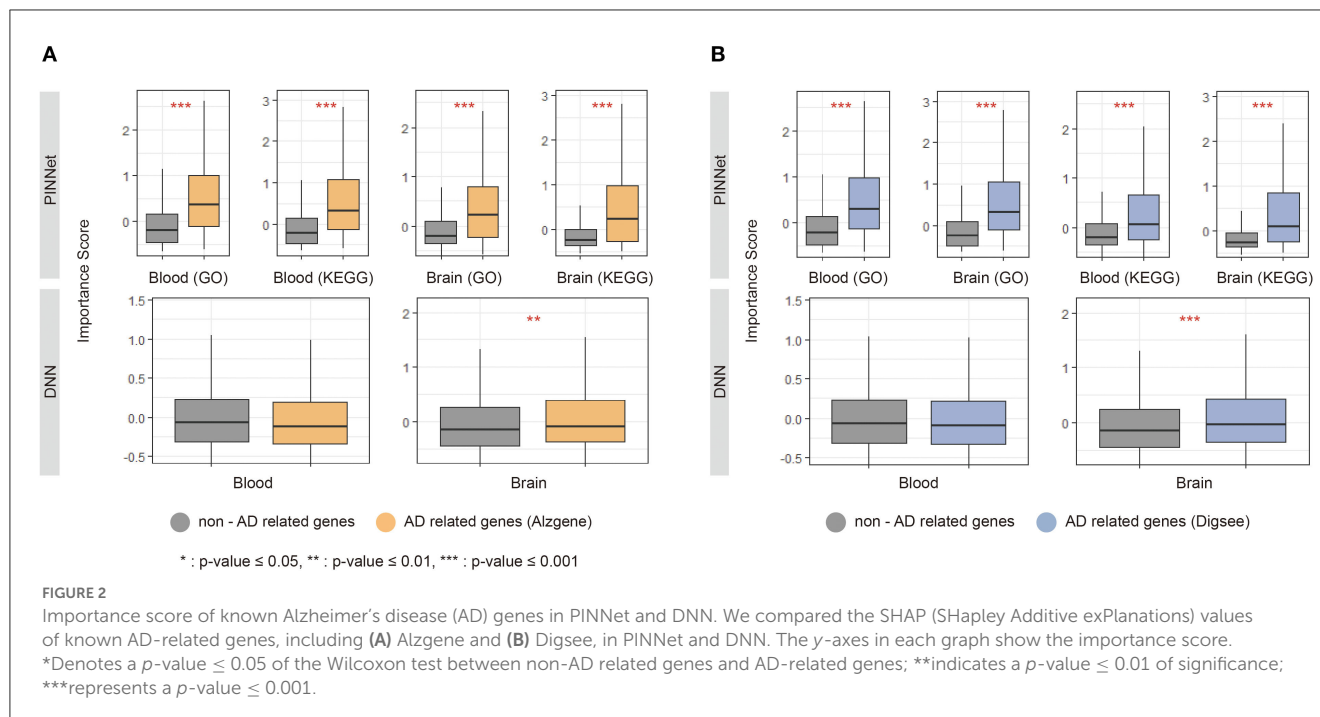 A
B
PINNet
Importance Score
***
2
1
0
Blood (GO)
***
3
2
1
0
Blood (KEGG)
***
2
1
0
Brain (GO)
***
3
2
1
0
Brain (KEGG)
DNN
1.5
1.0
0.5
0.0
-0.5
Blood
**
2
1
0
Brain
non - AD related genes
AD related genes (Alzgene)
* : p-value ≤ 0.05, ** : p-value ≤ 0.01, *** : p-value ≤ 0.001
PINNet
Importance Score
***
2
1
0
Blood (GO)
***
3
2
1
0
Brain (GO)
***
3
2
1
0
Blood (KEGG)
***
3
2
1
0
Brain (KEGG)
DNN
1.5
1.0
0.5
0.0
-0.5
Blood
***
2
1
0
Brain
non - AD related genes
AD related genes (Digsee)
FIGURE 2
Importance score of known Alzheimer's disease (AD) genes in PINNet and DNN. We compared the SHAP (SHapley Additive exPlanations) values
of known AD-related genes, including (A) Alzgene and (B) Digsee, in PINNet and DNN. The y-axes in each graph show the importance score.
*Denotes a p-value ≤ 0.05 of the Wilcoxon test between non-AD related genes and AD-related genes; **indicates a p-value ≤ 0.01 of significance;
***represents a p-value ≤ 0.001.